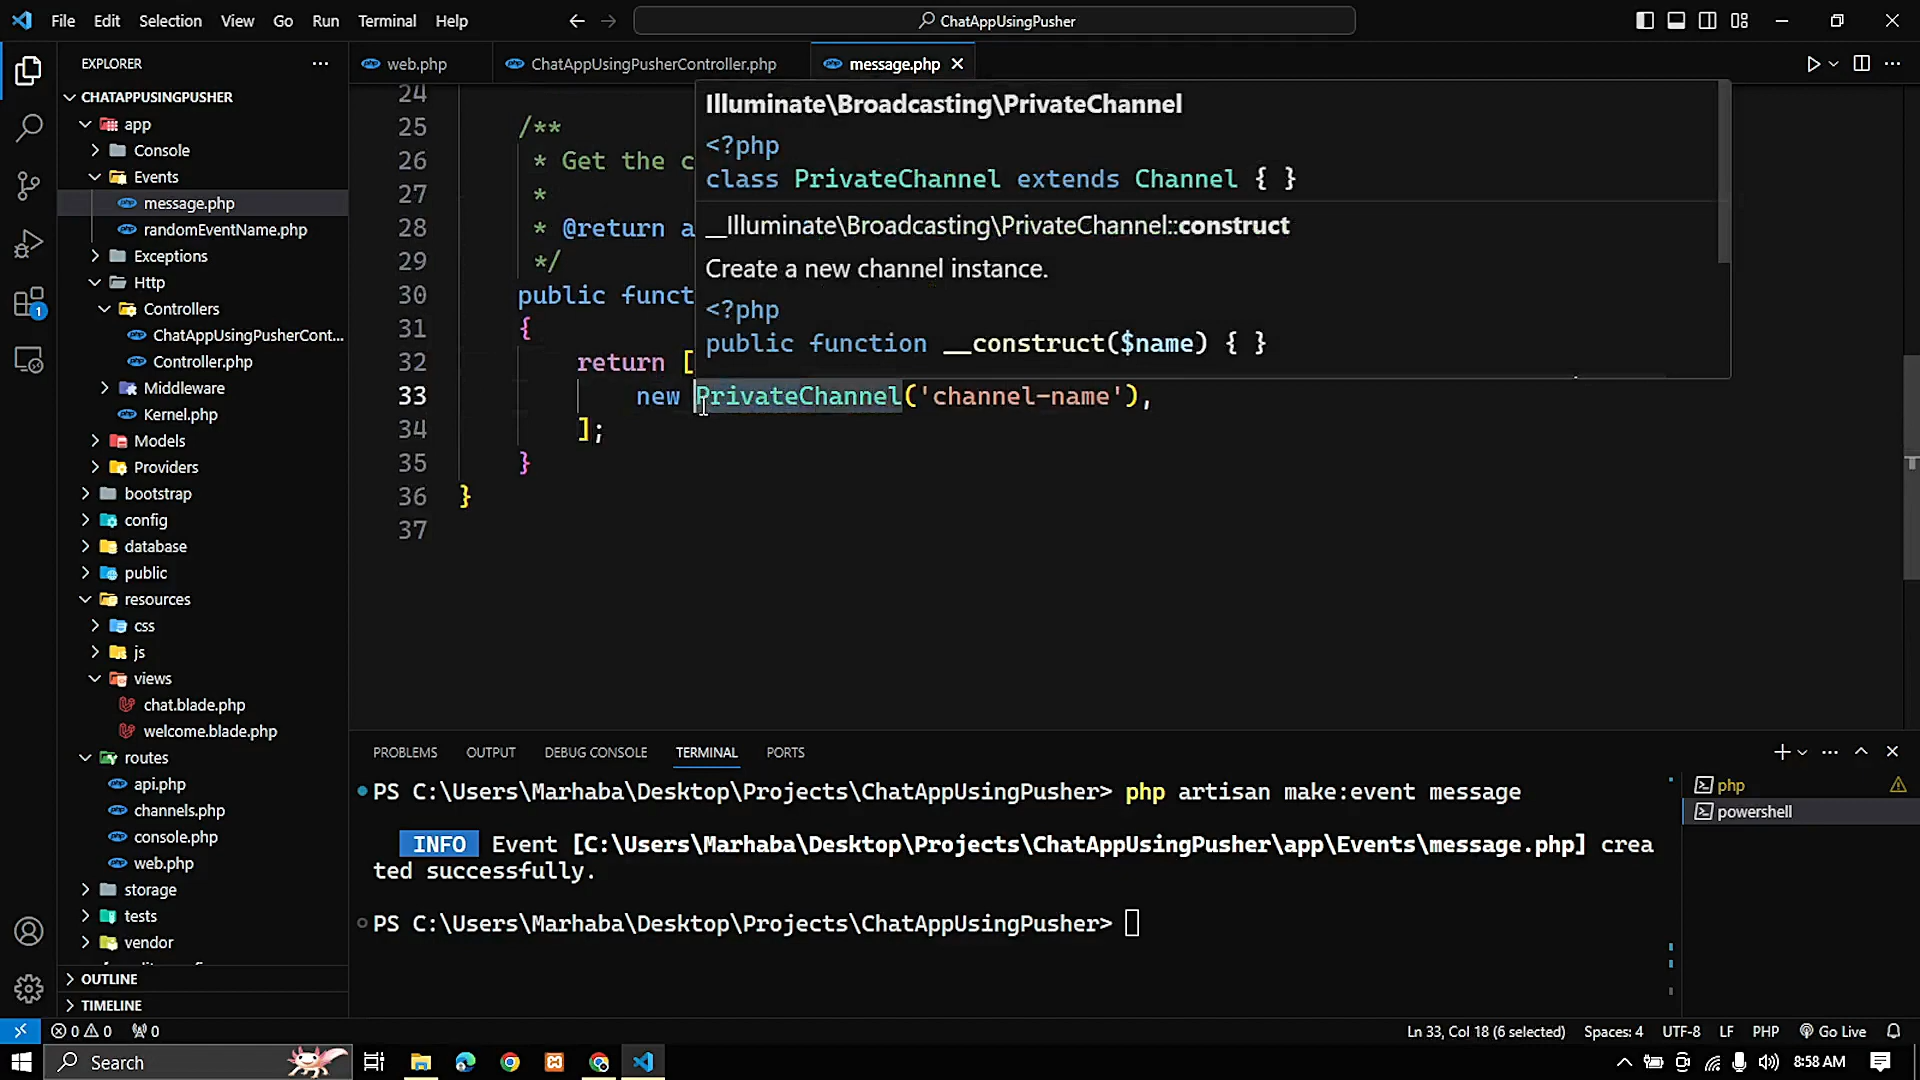 File Edit Selection View Go Run Terminal Help
ChatAppUsingPusher
EXPLORER
CHATAPPUSINGPUSHER
app
Console
Events
message.php
randomEventName.php
Exceptions
Http
Controllers
ChatAppUsingPusherCont...
Controller.php
Middleware
Kernel.php
Models
Providers
bootstrap
config
database
public
resources
css
js
views
chat.blade.php
welcome.blade.php
routes
api.php
channels.php
console.php
web.php
storage
tests
vendor
OUTLINE
TIMELINE
web.php ChatAppUsingPusherController.php message.php
24
25 /**
26 * Get the c
27 *
28 * @return a
29 */
30 public funct
31 {
32 return [
33 new PrivateChannel('channel-name'),
34 ];
35 }
36 }
37
Illuminate\Broadcasting\PrivateChannel
<?php
class PrivateChannel extends Channel { }
__Illuminate\Broadcasting\PrivateChannel::construct
Create a new channel instance.
<?php
public function __construct($name) { }
PROBLEMS OUTPUT DEBUG CONSOLE TERMINAL PORTS
PS C:\Users\Marhaba\Desktop\Projects\ChatAppUsingPusher> php artisan make:event message
INFO Event [C:\Users\Marhaba\Desktop\Projects\ChatAppUsingPusher\app\Events\message.php] crea
ted successfully.
PS C:\Users\Marhaba\Desktop\Projects\ChatAppUsingPusher>
php
powershell
1
0 0 0
Ln 33, Col 18 (6 selected) Spaces: 4 UTF-8 LF PHP Go Live
Search
8:58 AM